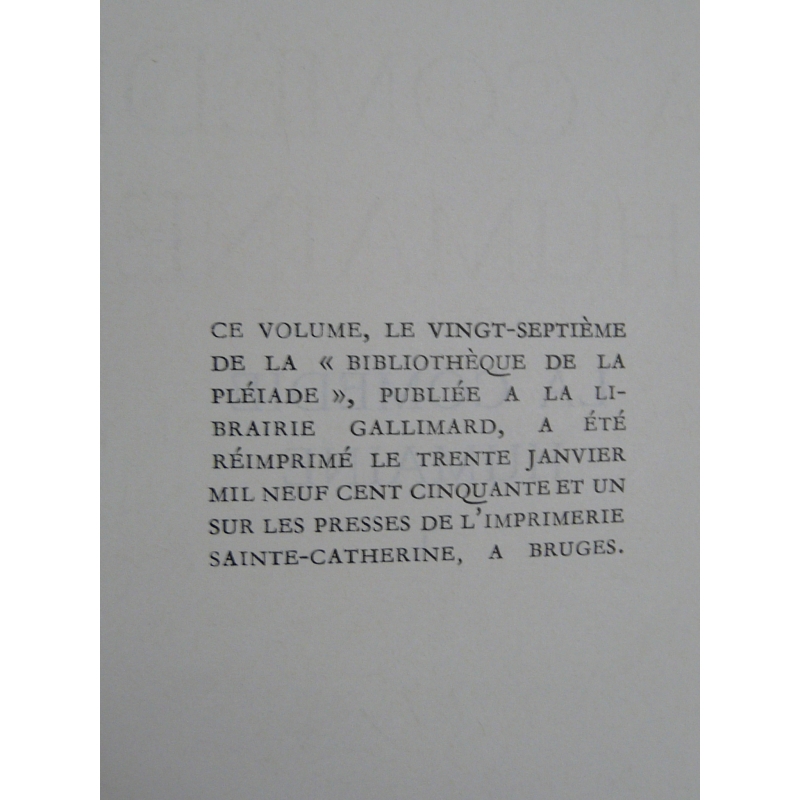 CE VOLUME, LE VINGT-SEPTIÈME
DE LA « BIBLIOTHÈQUE DE LA
PLÉIADE », PUBLIÉE A LA LI-
BRAIRIE GALLIMARD, A ÉTÉ
RÉIMPRIMÉ LE TRENTE JANVIER
MIL NEUF CENT CINQUANTE ET UN
SUR LES PRESSES DE L'IMPRIMERIE
SAINTE-CATHERINE, A BRUGES.